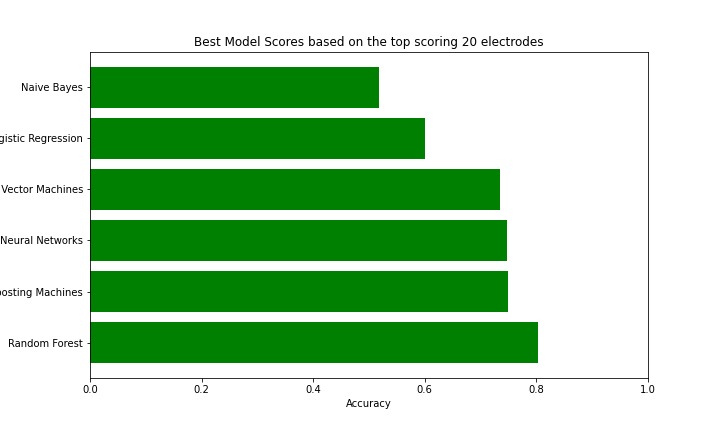 Best Model Scores based on the top scoring 20 electrodes
Naive Bayes
gistic Regression
Vector Machines
Neural Networks
osting Machines
Random Forest
0.0 0.2 0.4 0.6 0.8 1.0
Accuracy